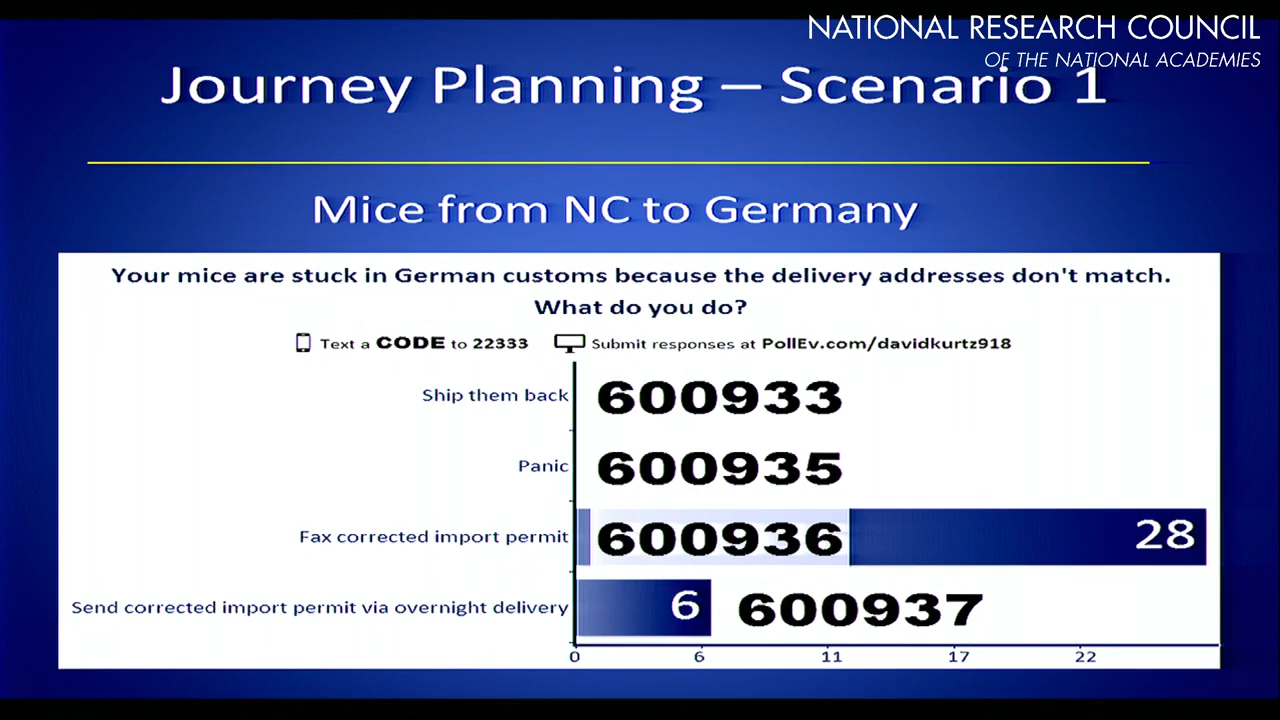 NATIONAL RESEARCH COUNCIL
OF THE NATIONAL ACADEMIES
Journey Planning – Scenario 1
Mice from NC to Germany
Your mice are stuck in German customs because the delivery addresses don't match.
What do you do?
Text a CODE to 22333 Submit responses at PollEv.com/davidkurtz918
Ship them back 600933
Panic 600935
Fax corrected import permit 600936 28
Send corrected import permit via overnight delivery 6 600937
0 6 11 17 22